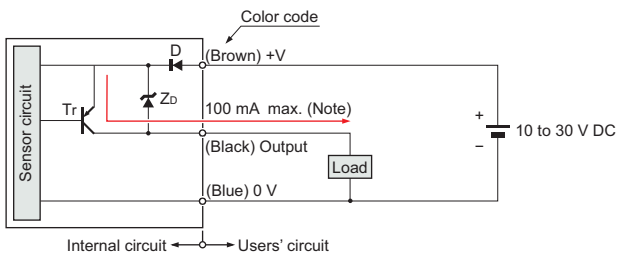 Color code
D
(Brown) +V
Sensor circuit
Tr
ZD
100 mA max. (Note)
+
10 to 30 V DC
−
(Black) Output
Load
(Blue) 0 V
Internal circuit
Users' circuit